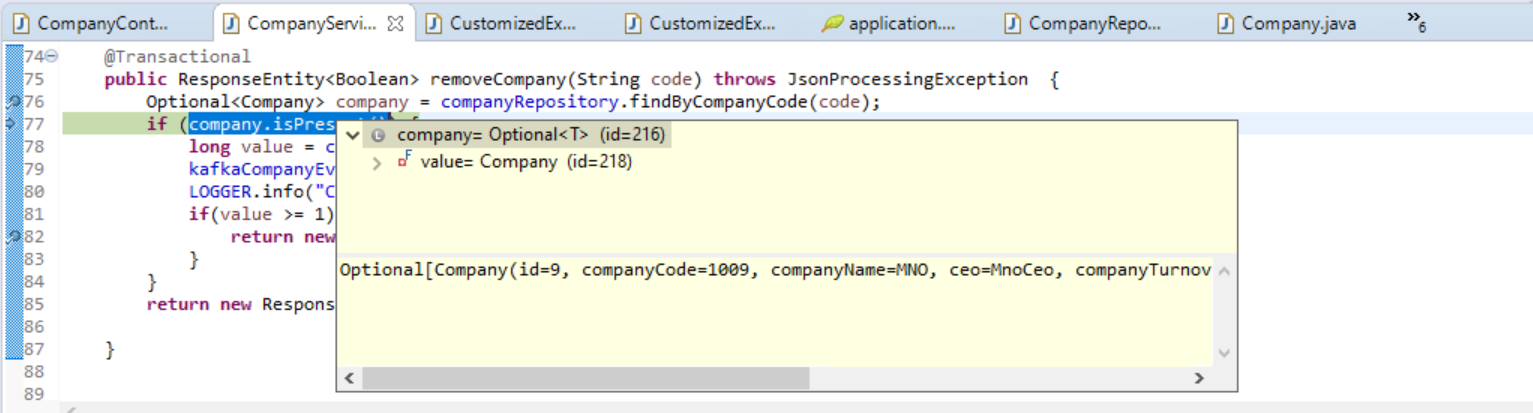 CompanyCont... CompanyServi... CustomizedEx... CustomizedEx... application.... CompanyRepo... Company.java »6
74 @Transactional
75 public ResponseEntity<Boolean> removeCompany(String code) throws JsonProcessingException {
76 Optional<Company> company = companyRepository.findByCompanyCode(code);
77 if (company.isPresent()) {
company= Optional<T> (id=216)
78 long value = c
value= Company (id=218)
79 kafkaCompanyEv
80 LOGGER.info("C
81 if(value >= 1)
82 return new
83 }
Optional[Company(id=9, companyCode=1009, companyName=MNO, ceo=MnoCeo, companyTurnov
84 }
85 return new Respons
86
87 }
88
89